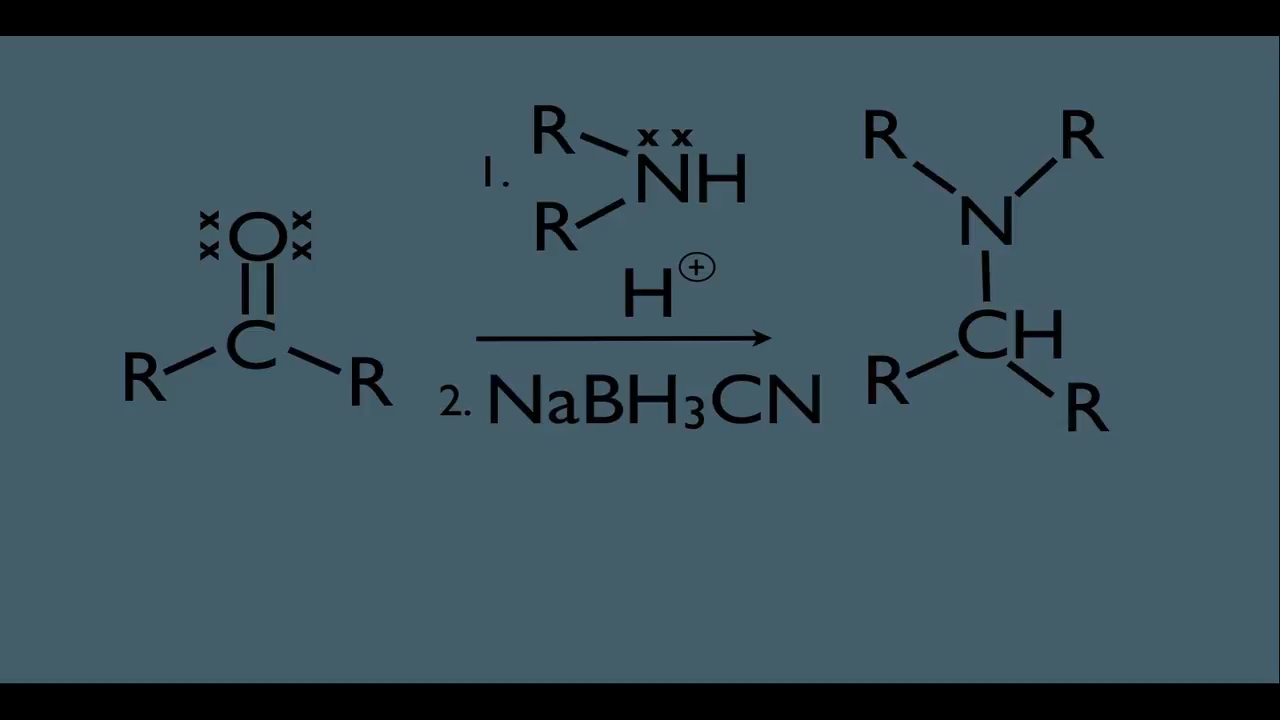 R R R
1. NH
R N
O
H⊕
C CH
R R 2. NaBH₃CN R R